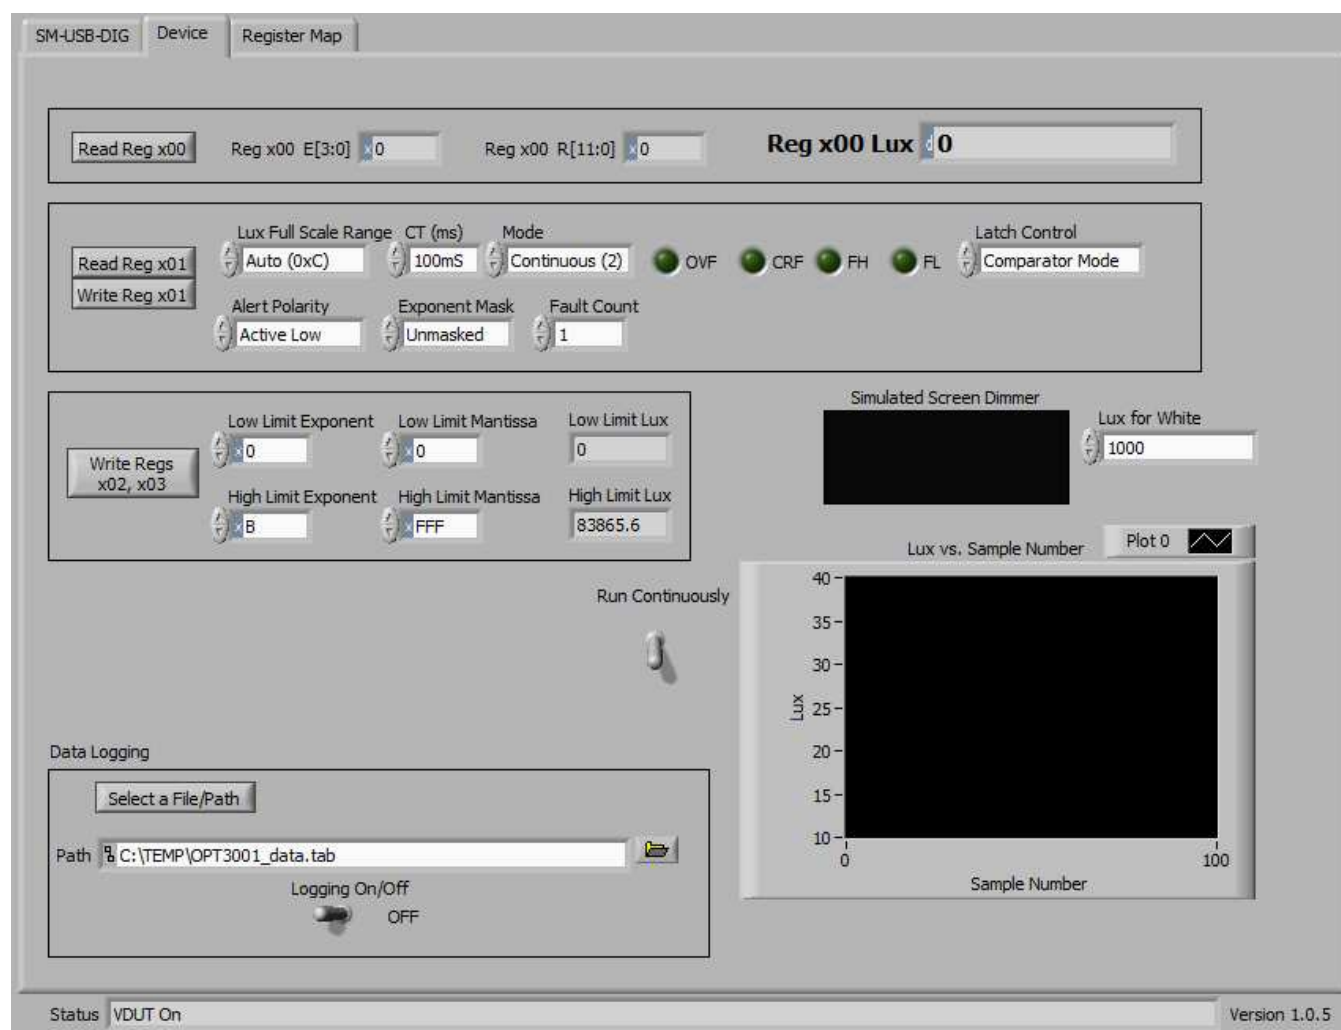 SM-USB-DIG Device Register Map
Read Reg x00 Reg x00 E[3:0] x 0 Reg x00 R[11:0] x 0 Reg x00 Lux d 0
Lux Full Scale Range CT (ms) Mode Latch Control
Read Reg x01 Auto (0xC) 100mS Continuous (2) OVF CRF FH FL Comparator Mode
Write Reg x01
Alert Polarity Exponent Mask Fault Count
Active Low Unmasked 1
Low Limit Exponent Low Limit Mantissa Low Limit Lux
x 0 x 0 0
Write Regs
x02, x03
High Limit Exponent High Limit Mantissa High Limit Lux
x B x FFF 83865.6
Simulated Screen Dimmer
Lux for White
1000
Run Continuously
Lux vs. Sample Number Plot 0
40
35
30
25
20
15
10
Lux
0 100
Sample Number
Data Logging
Select a File/Path
Path C:\TEMP\OPT3001_data.tab
Logging On/Off
OFF
Status VDUT On Version 1.0.5